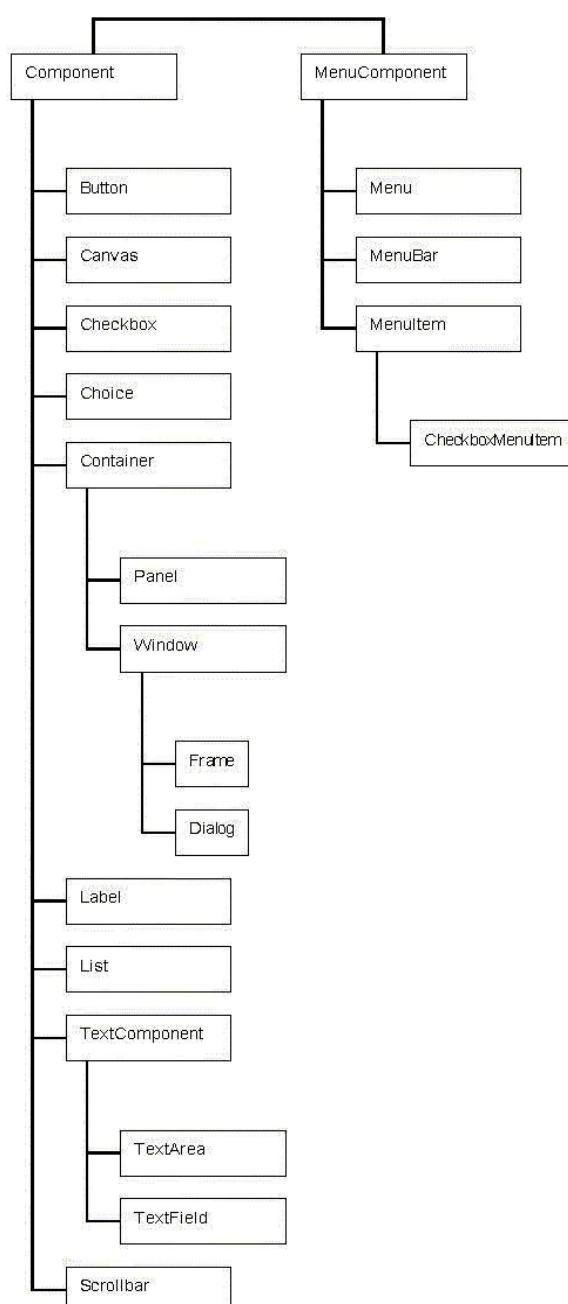 Component
MenuComponent
Button
Menu
Canvas
MenuBar
Checkbox
MenuItem
Choice
Container
CheckboxMenuItem
Panel
Window
Frame
Dialog
Label
List
TextComponent
TextArea
TextField
Scrollbar